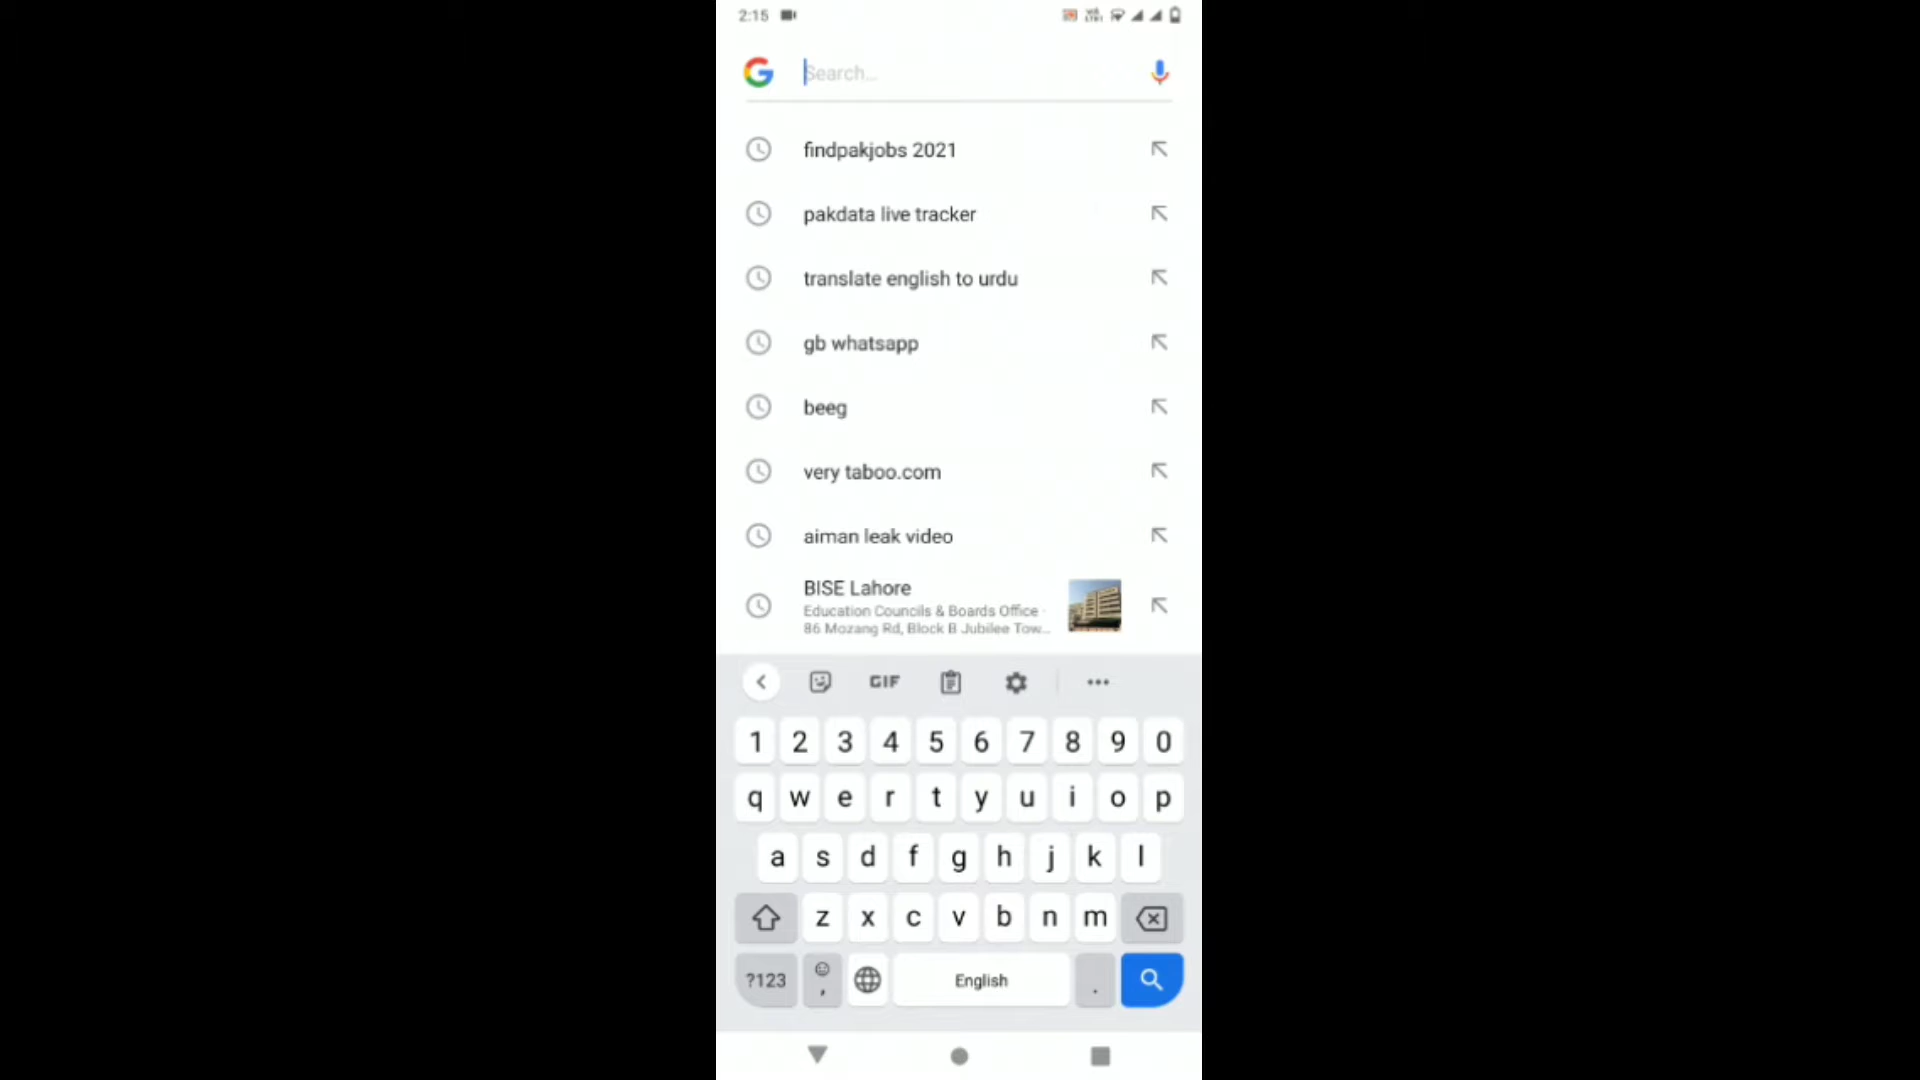 2:15
Search...
findpakjobs 2021
pakdata live tracker
translate english to urdu
gb whatsapp
beeg
very taboo.com
aiman leak video
BISE Lahore
Education Councils & Boards Office ·
86 Mozang Rd, Block B Jubilee Tow...
GIF
1 2 3 4 5 6 7 8 9 0
q w e r t y u i o p
a s d f g h j k l
z x c v b n m
?123 , English .